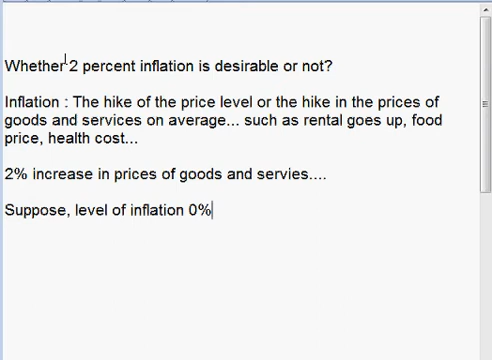 Whether 2 percent inflation is desirable or not?
Inflation : The hike of the price level or the hike in the prices of
goods and services on average... such as rental goes up, food
price, health cost...
2% increase in prices of goods and servies....
Suppose, level of inflation 0%